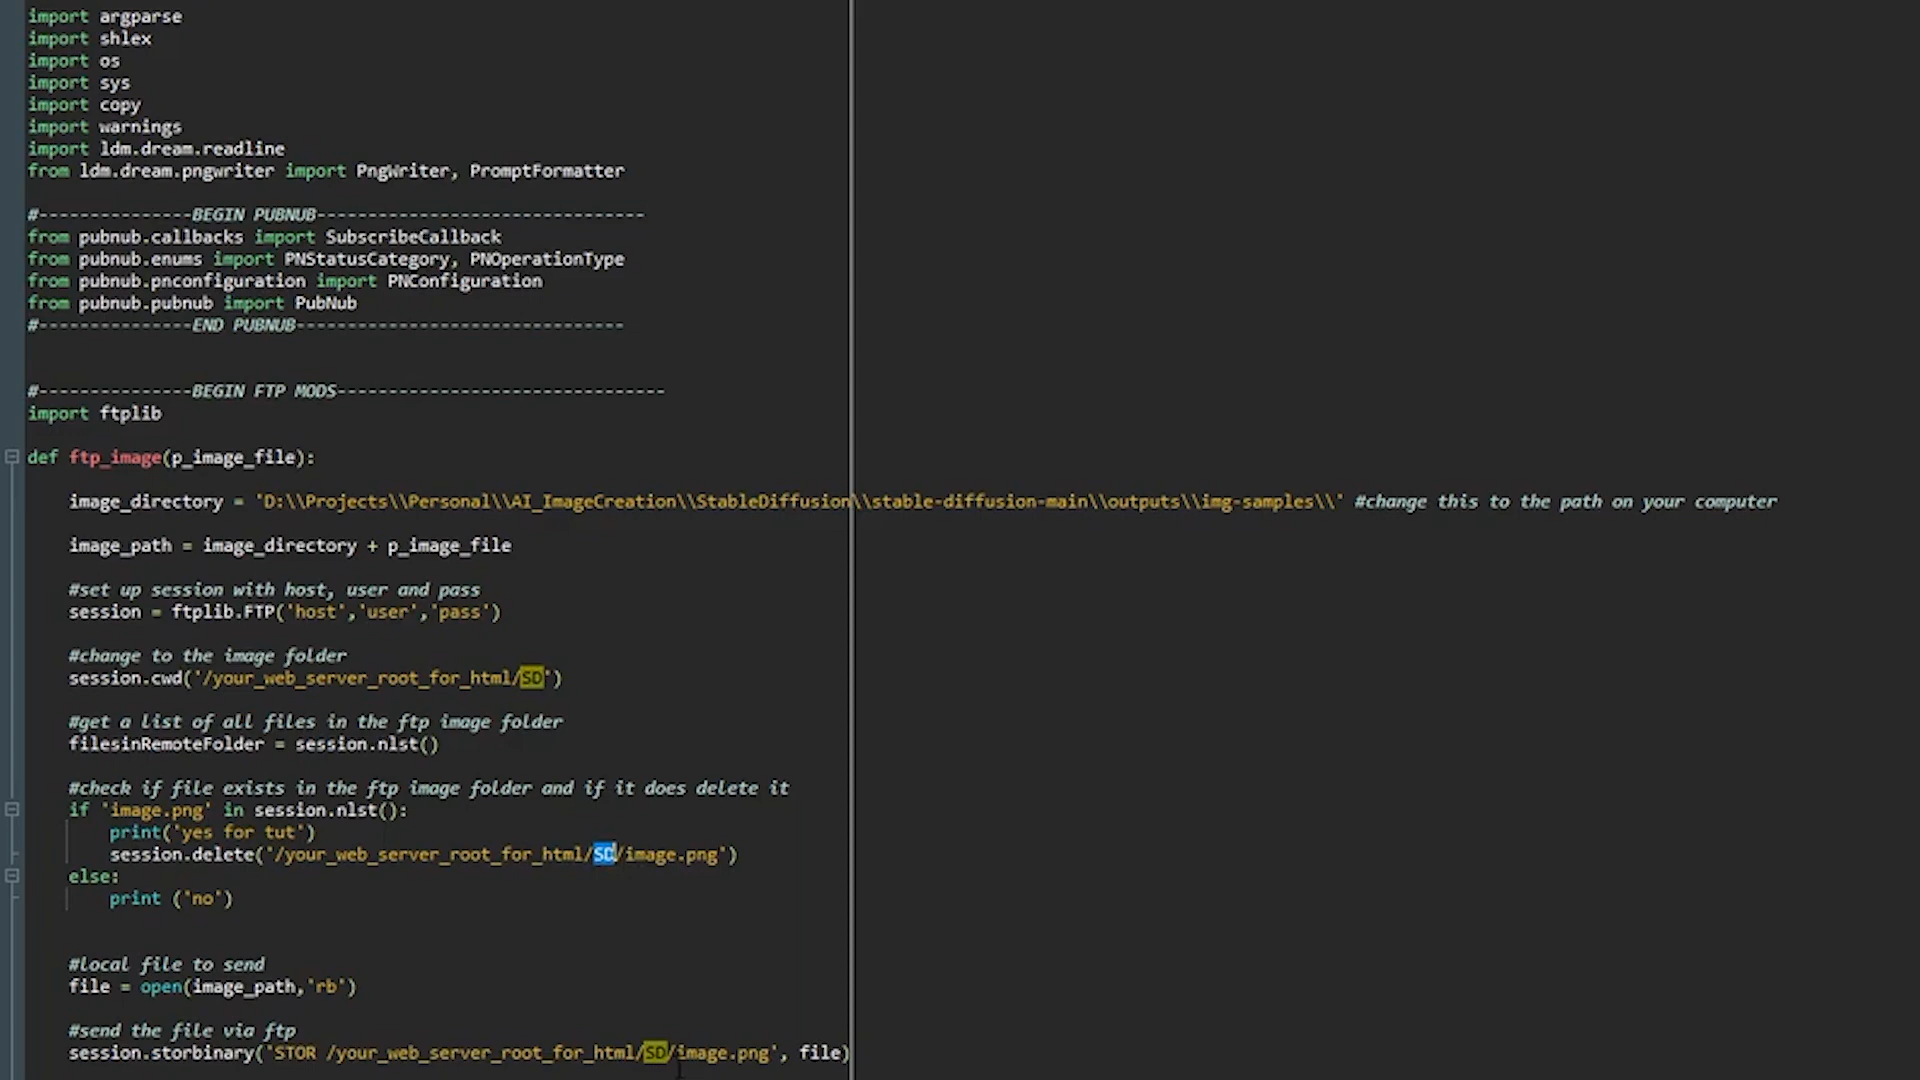 import argparse
import shlex
import os
import sys
import copy
import warnings
import ldm.dream.readline
from ldm.dream.pngwriter import PngWriter, PromptFormatter
#---------------BEGIN PUBNUB--------------------------------
from pubnub.callbacks import SubscribeCallback
from pubnub.enums import PNStatusCategory, PNOperationType
from pubnub.pnconfiguration import PNConfiguration
from pubnub.pubnub import PubNub
#---------------END PUBNUB--------------------------------
#---------------BEGIN FTP MODS--------------------------------
import ftplib
def ftp_image(p_image_file):
    image_directory = 'D:\\Projects\\Personal\\AI_ImageCreation\\StableDiffusion\\stable-diffusion-main\\outputs\\img-samples\\' #change this to the path on your computer
    image_path = image_directory + p_image_file
    #set up session with host, user and pass
    session = ftplib.FTP('host','user','pass')
    #change to the image folder
    session.cwd('/your_web_server_root_for_html/SD')
    #get a list of all files in the ftp image folder
    filesinRemoteFolder = session.nlst()
    #check if file exists in the ftp image folder and if it does delete it
    if 'image.png' in session.nlst():
        print('yes for tut')
        session.delete('/your_web_server_root_for_html/SD/image.png')
    else:
        print ('no')
    #local file to send
    file = open(image_path,'rb')
    #send the file via ftp
    session.storbinary('STOR /your_web_server_root_for_html/SD/image.png', file)